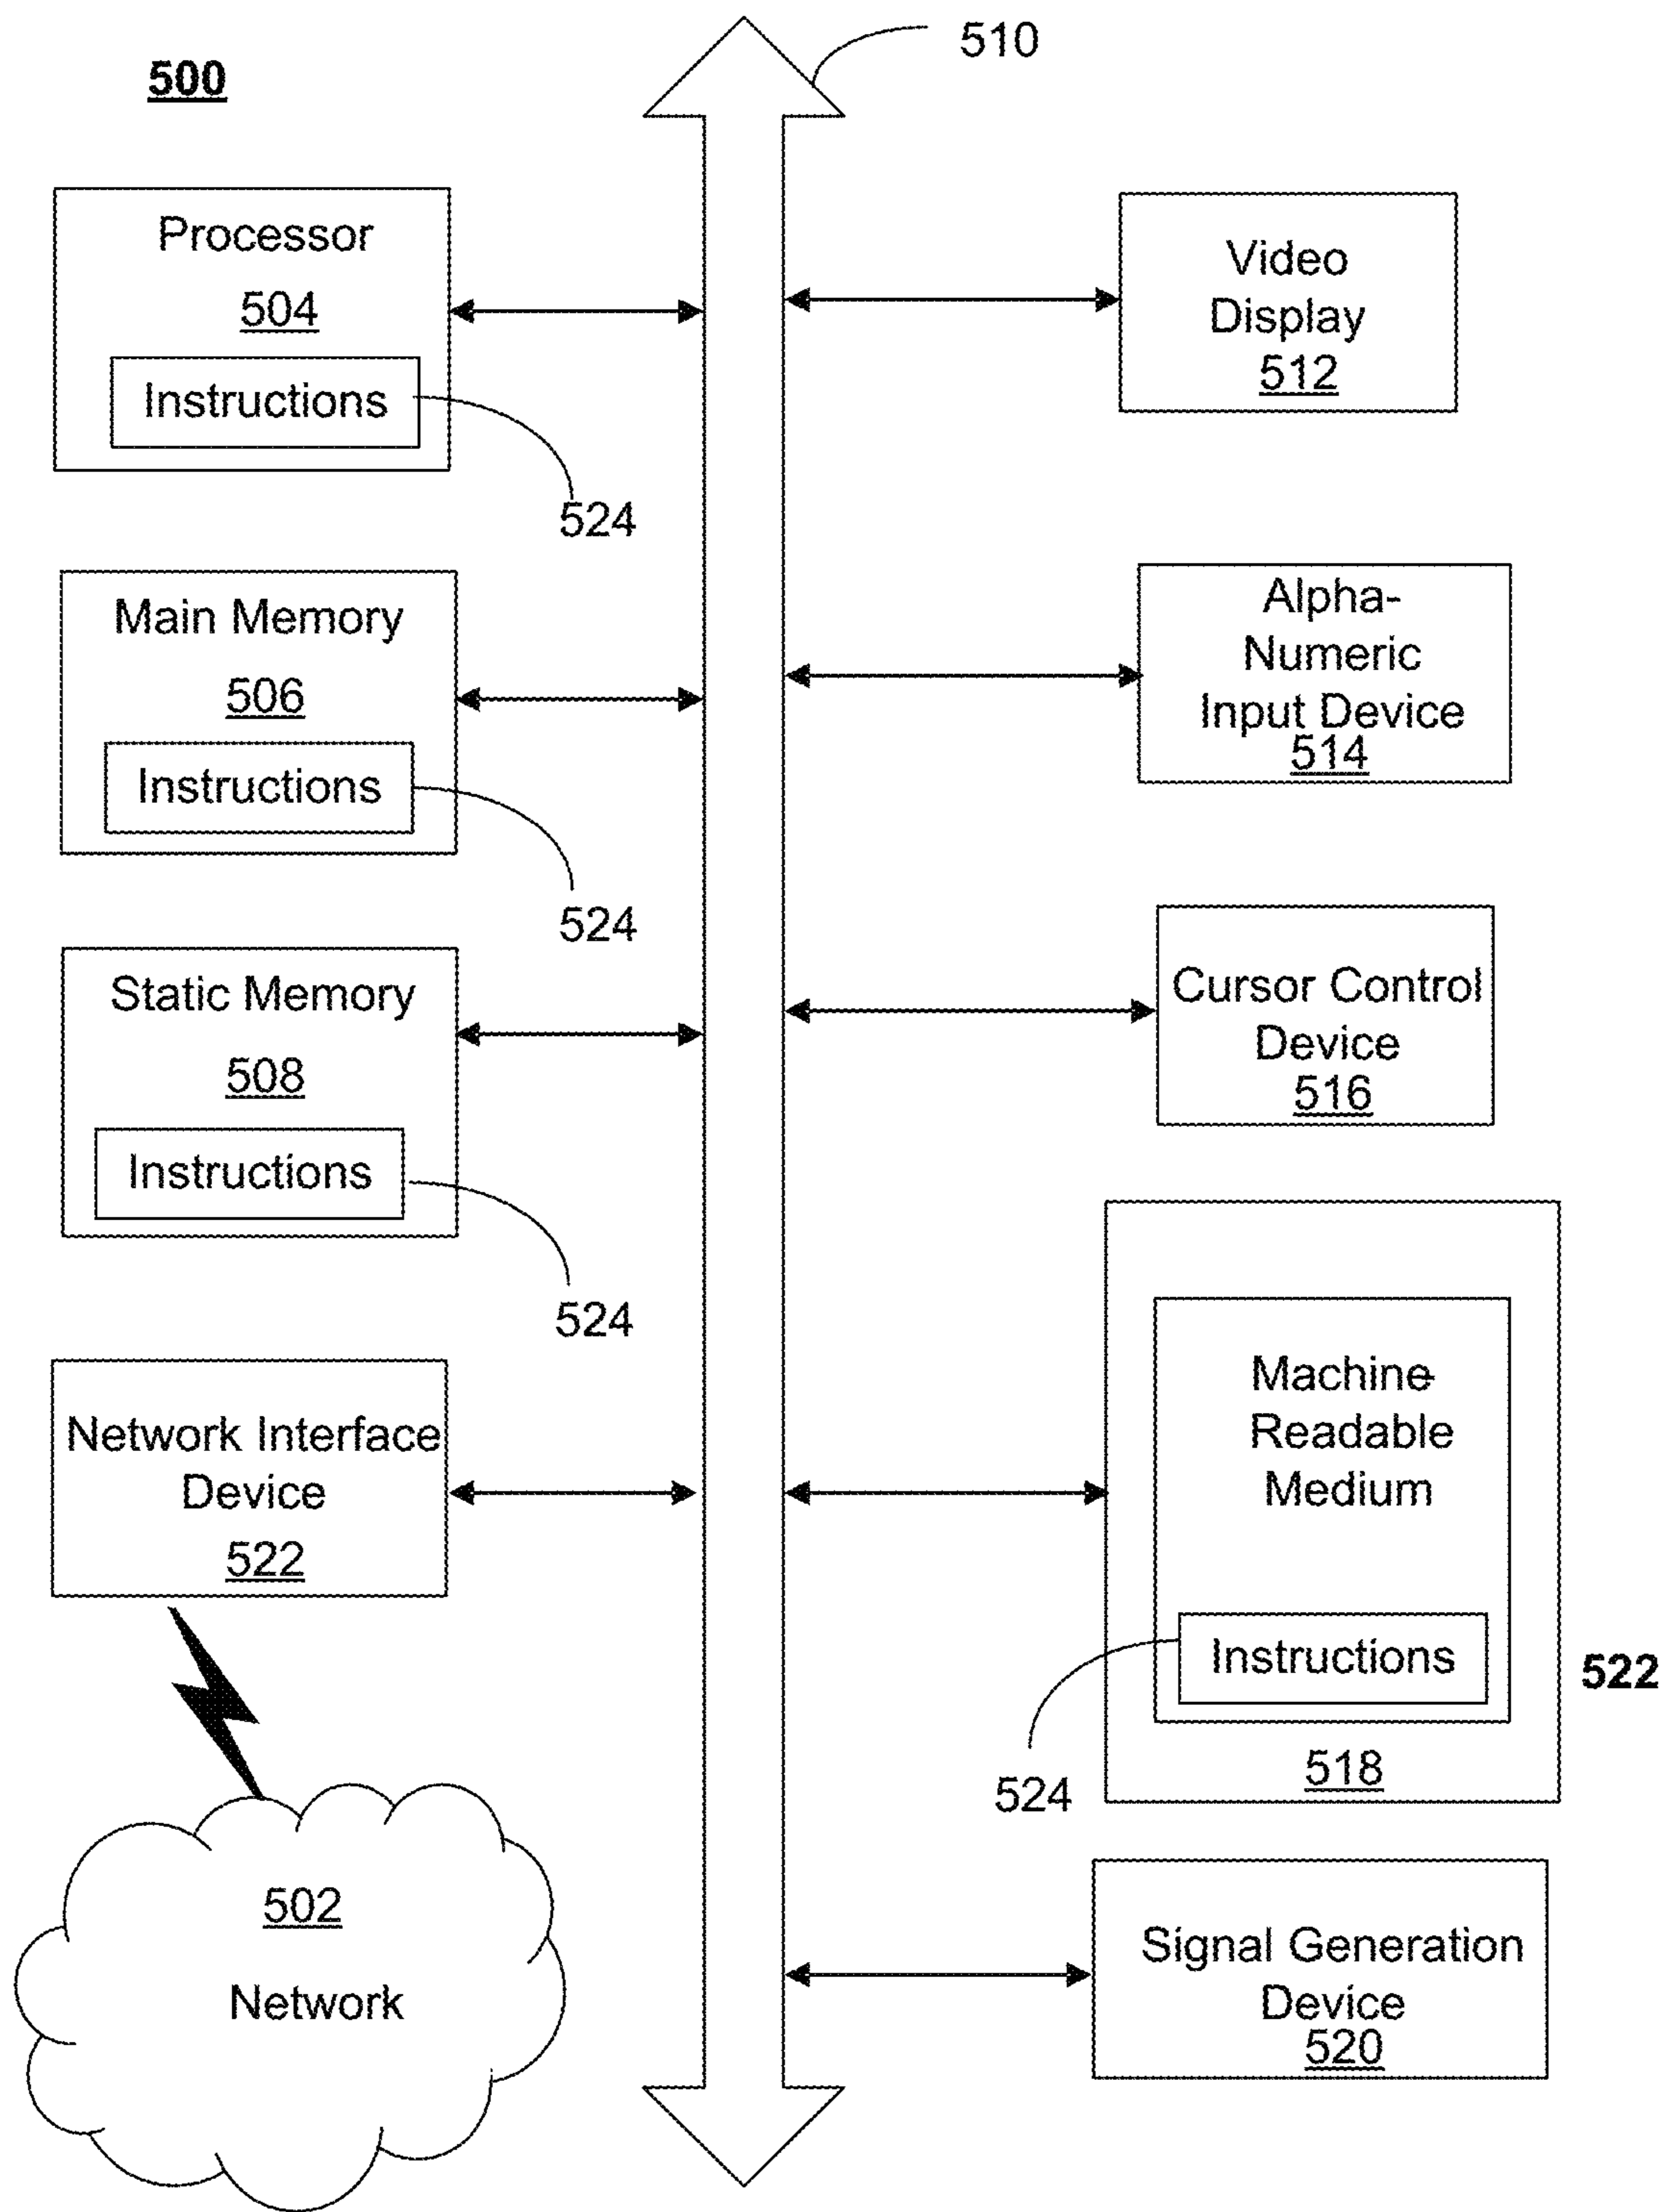 500
510
Processor
504
Instructions
524
Main Memory
506
Instructions
524
Static Memory
508
Instructions
524
Network Interface
Device
522
502
Network
Video
Display
512
Alpha-
Numeric
Input Device
514
Cursor Control
Device
516
Machine-
Readable
Medium
Instructions
524
518
522
Signal Generation
Device
520